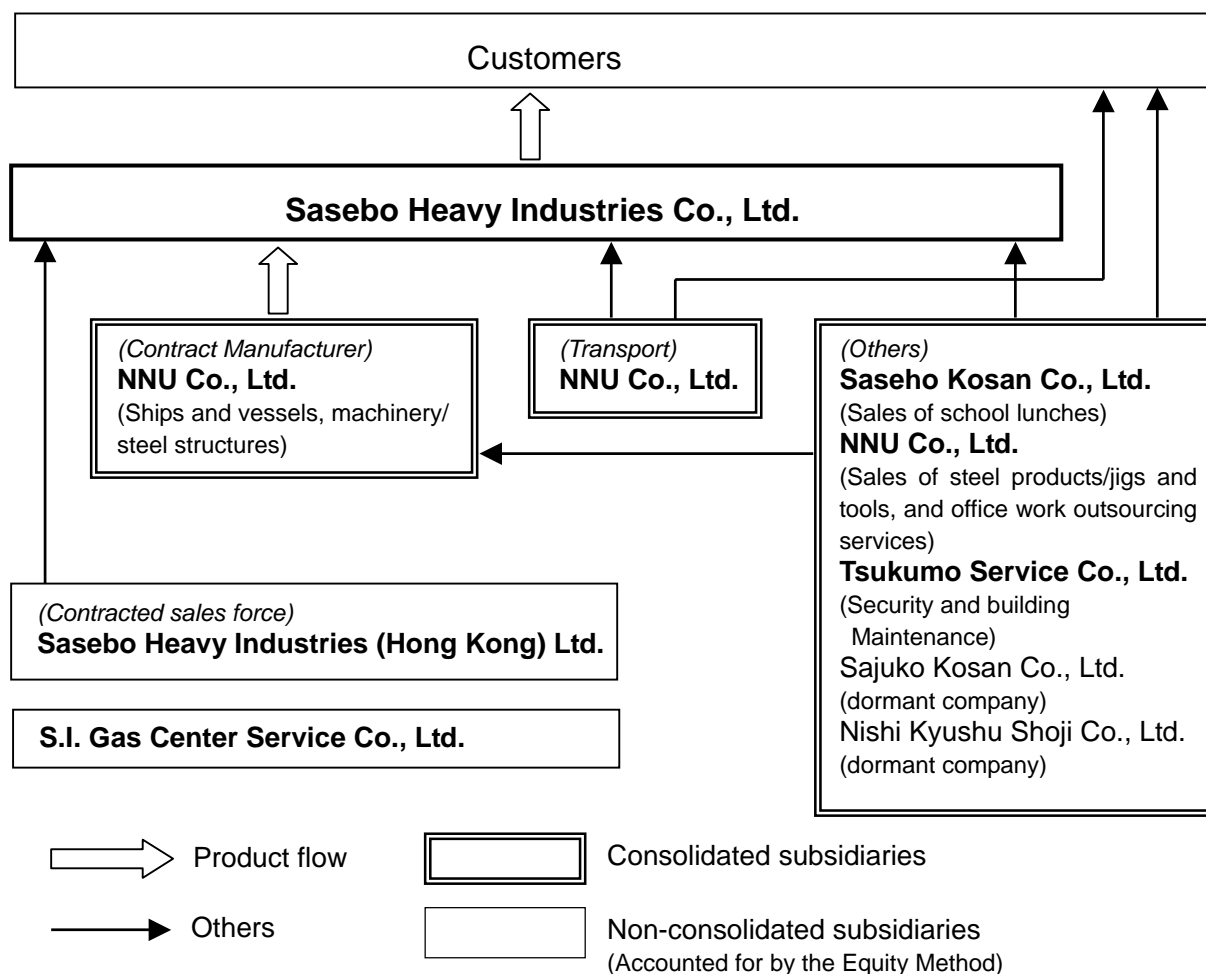 Customers
Sasebo Heavy Industries Co., Ltd.
(Contract Manufacturer)
NNU Co., Ltd.
(Ships and vessels, machinery/
steel structures)
(Transport)
NNU Co., Ltd.
(Others)
Saseho Kosan Co., Ltd.
(Sales of school lunches)
NNU Co., Ltd.
(Sales of steel products/jigs and
tools, and office work outsourcing
services)
Tsukumo Service Co., Ltd.
(Security and building
Maintenance)
Sajuko Kosan Co., Ltd.
(dormant company)
Nishi Kyushu Shoji Co., Ltd.
(dormant company)
(Contracted sales force)
Sasebo Heavy Industries (Hong Kong) Ltd.
S.I. Gas Center Service Co., Ltd.
Product flow
Consolidated subsidiaries
Others
Non-consolidated subsidiaries
(Accounted for by the Equity Method)